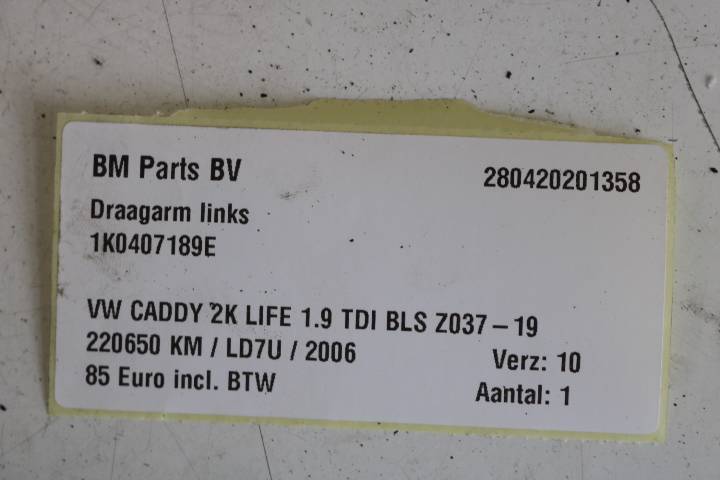 BM Parts BV 280420201358
Draagarm links
1K0407189E
VW CADDY 2K LIFE 1.9 TDI BLS Z037 – 19
220650 KM / LD7U / 2006 Verz: 10
85 Euro incl. BTW Aantal: 1